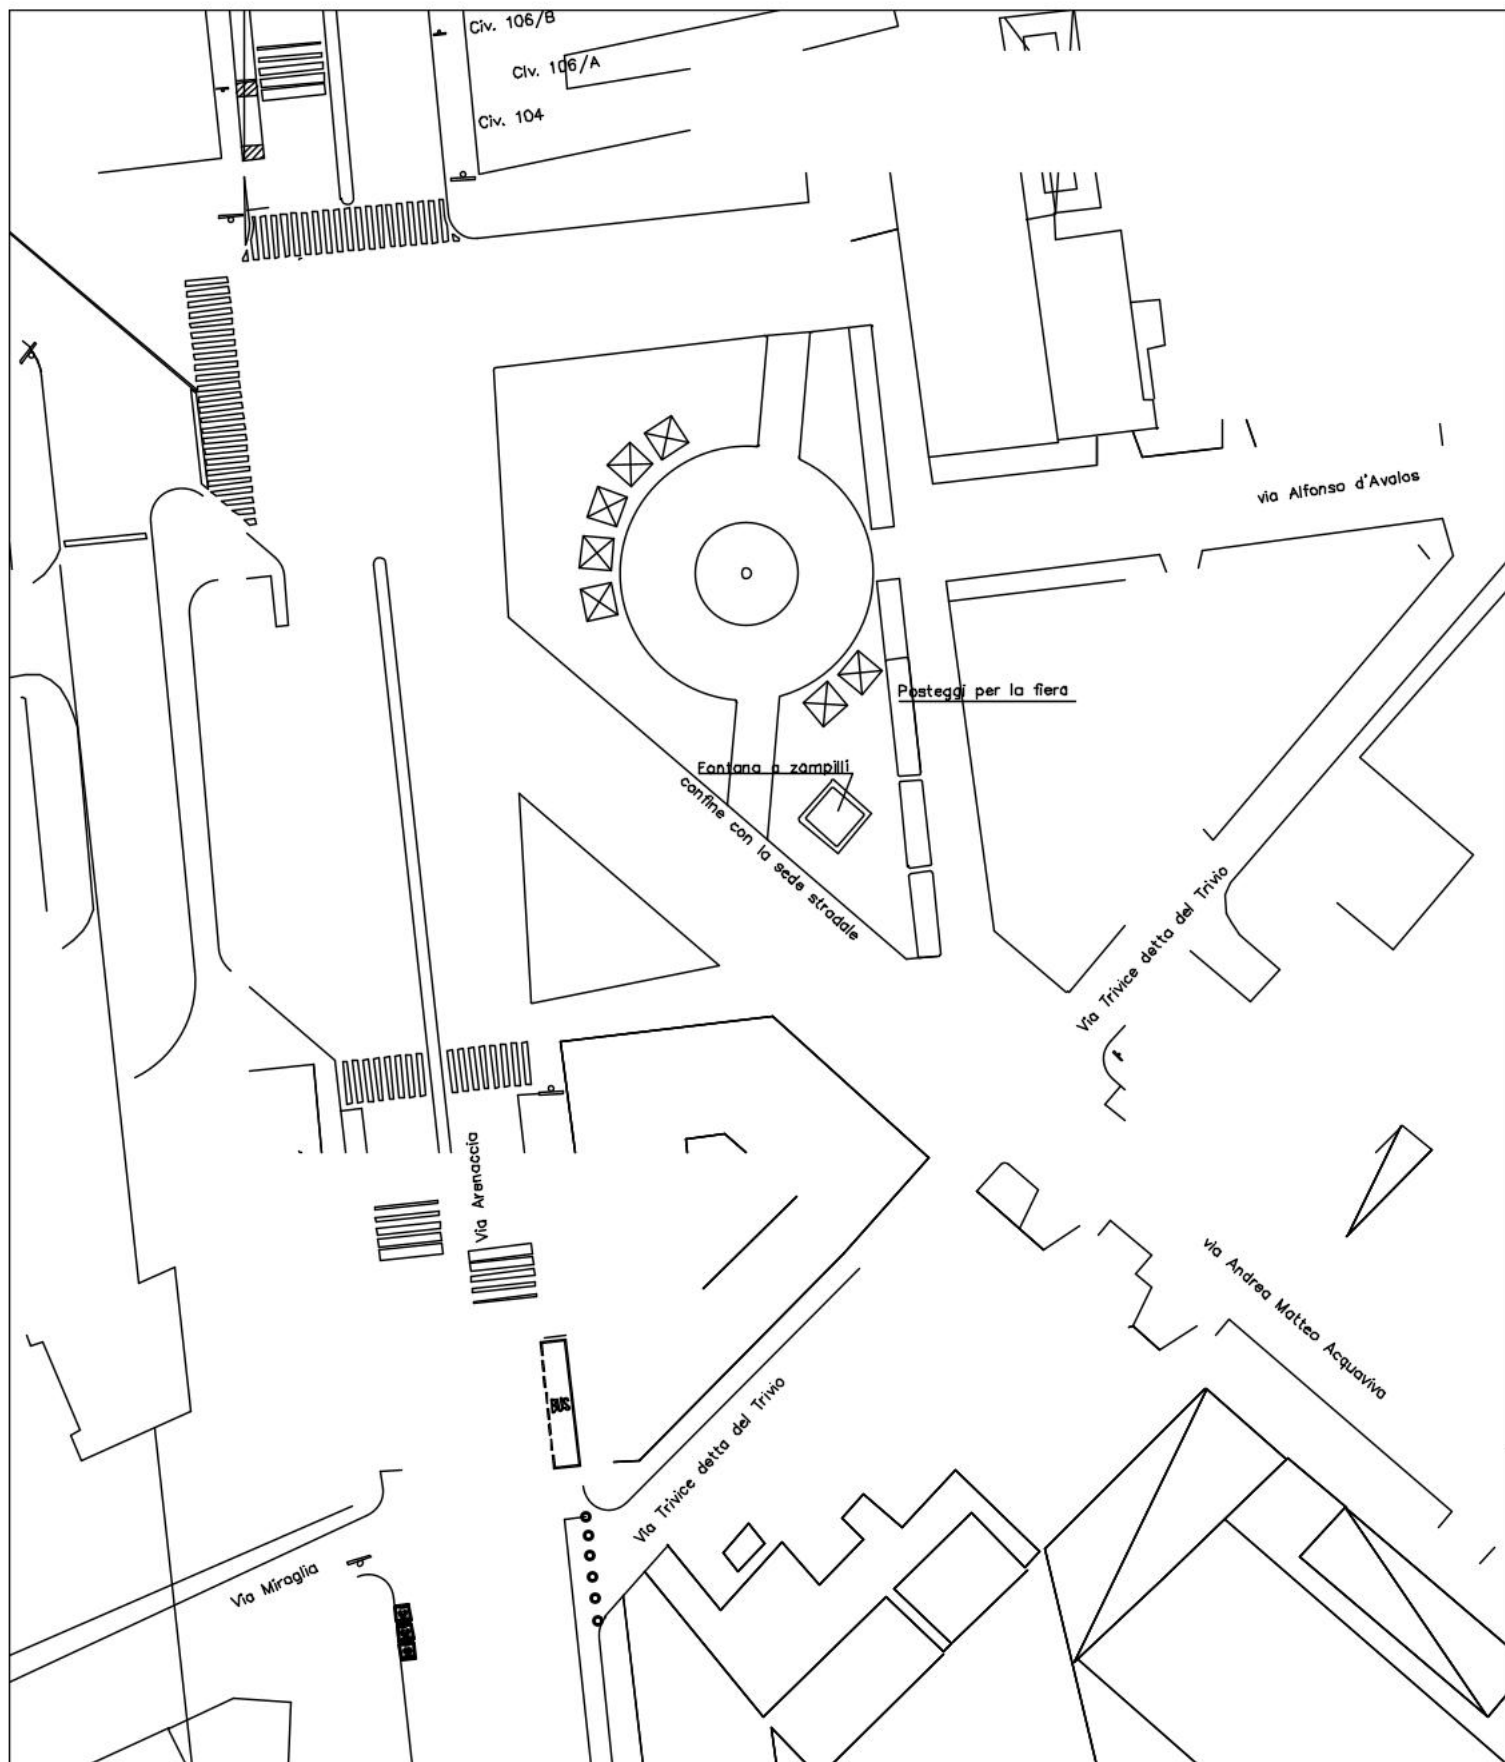 Civ. 106/B
Civ. 106/A
Civ. 104
via Alfonso d'Avalos
Posteggi per la fiera
Fontana a zampilli
confine con la sede stradale
Via Trivice detta del Trivio
Via Arenaccia
via Andrea Matteo Acquaviva
BUS
Via Trivice detta del Trivio
Via Miraglia